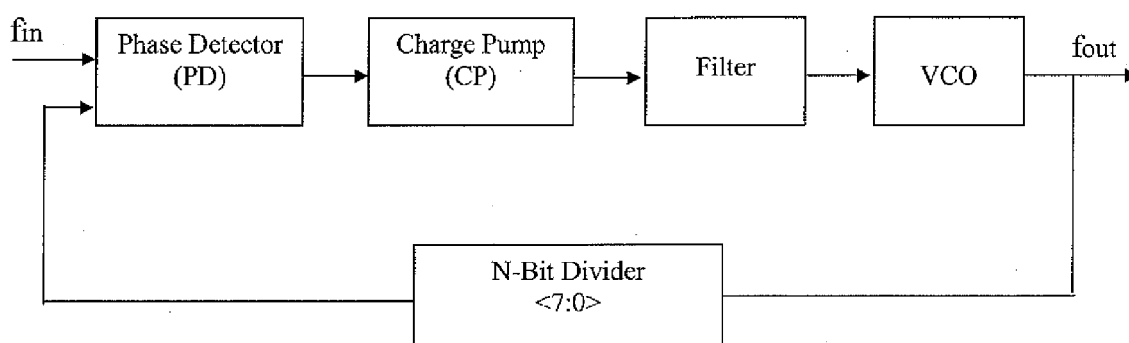 fin
Phase Detector
(PD)
Charge Pump
(CP)
Filter
VCO
fout
N-Bit Divider
<7:0>